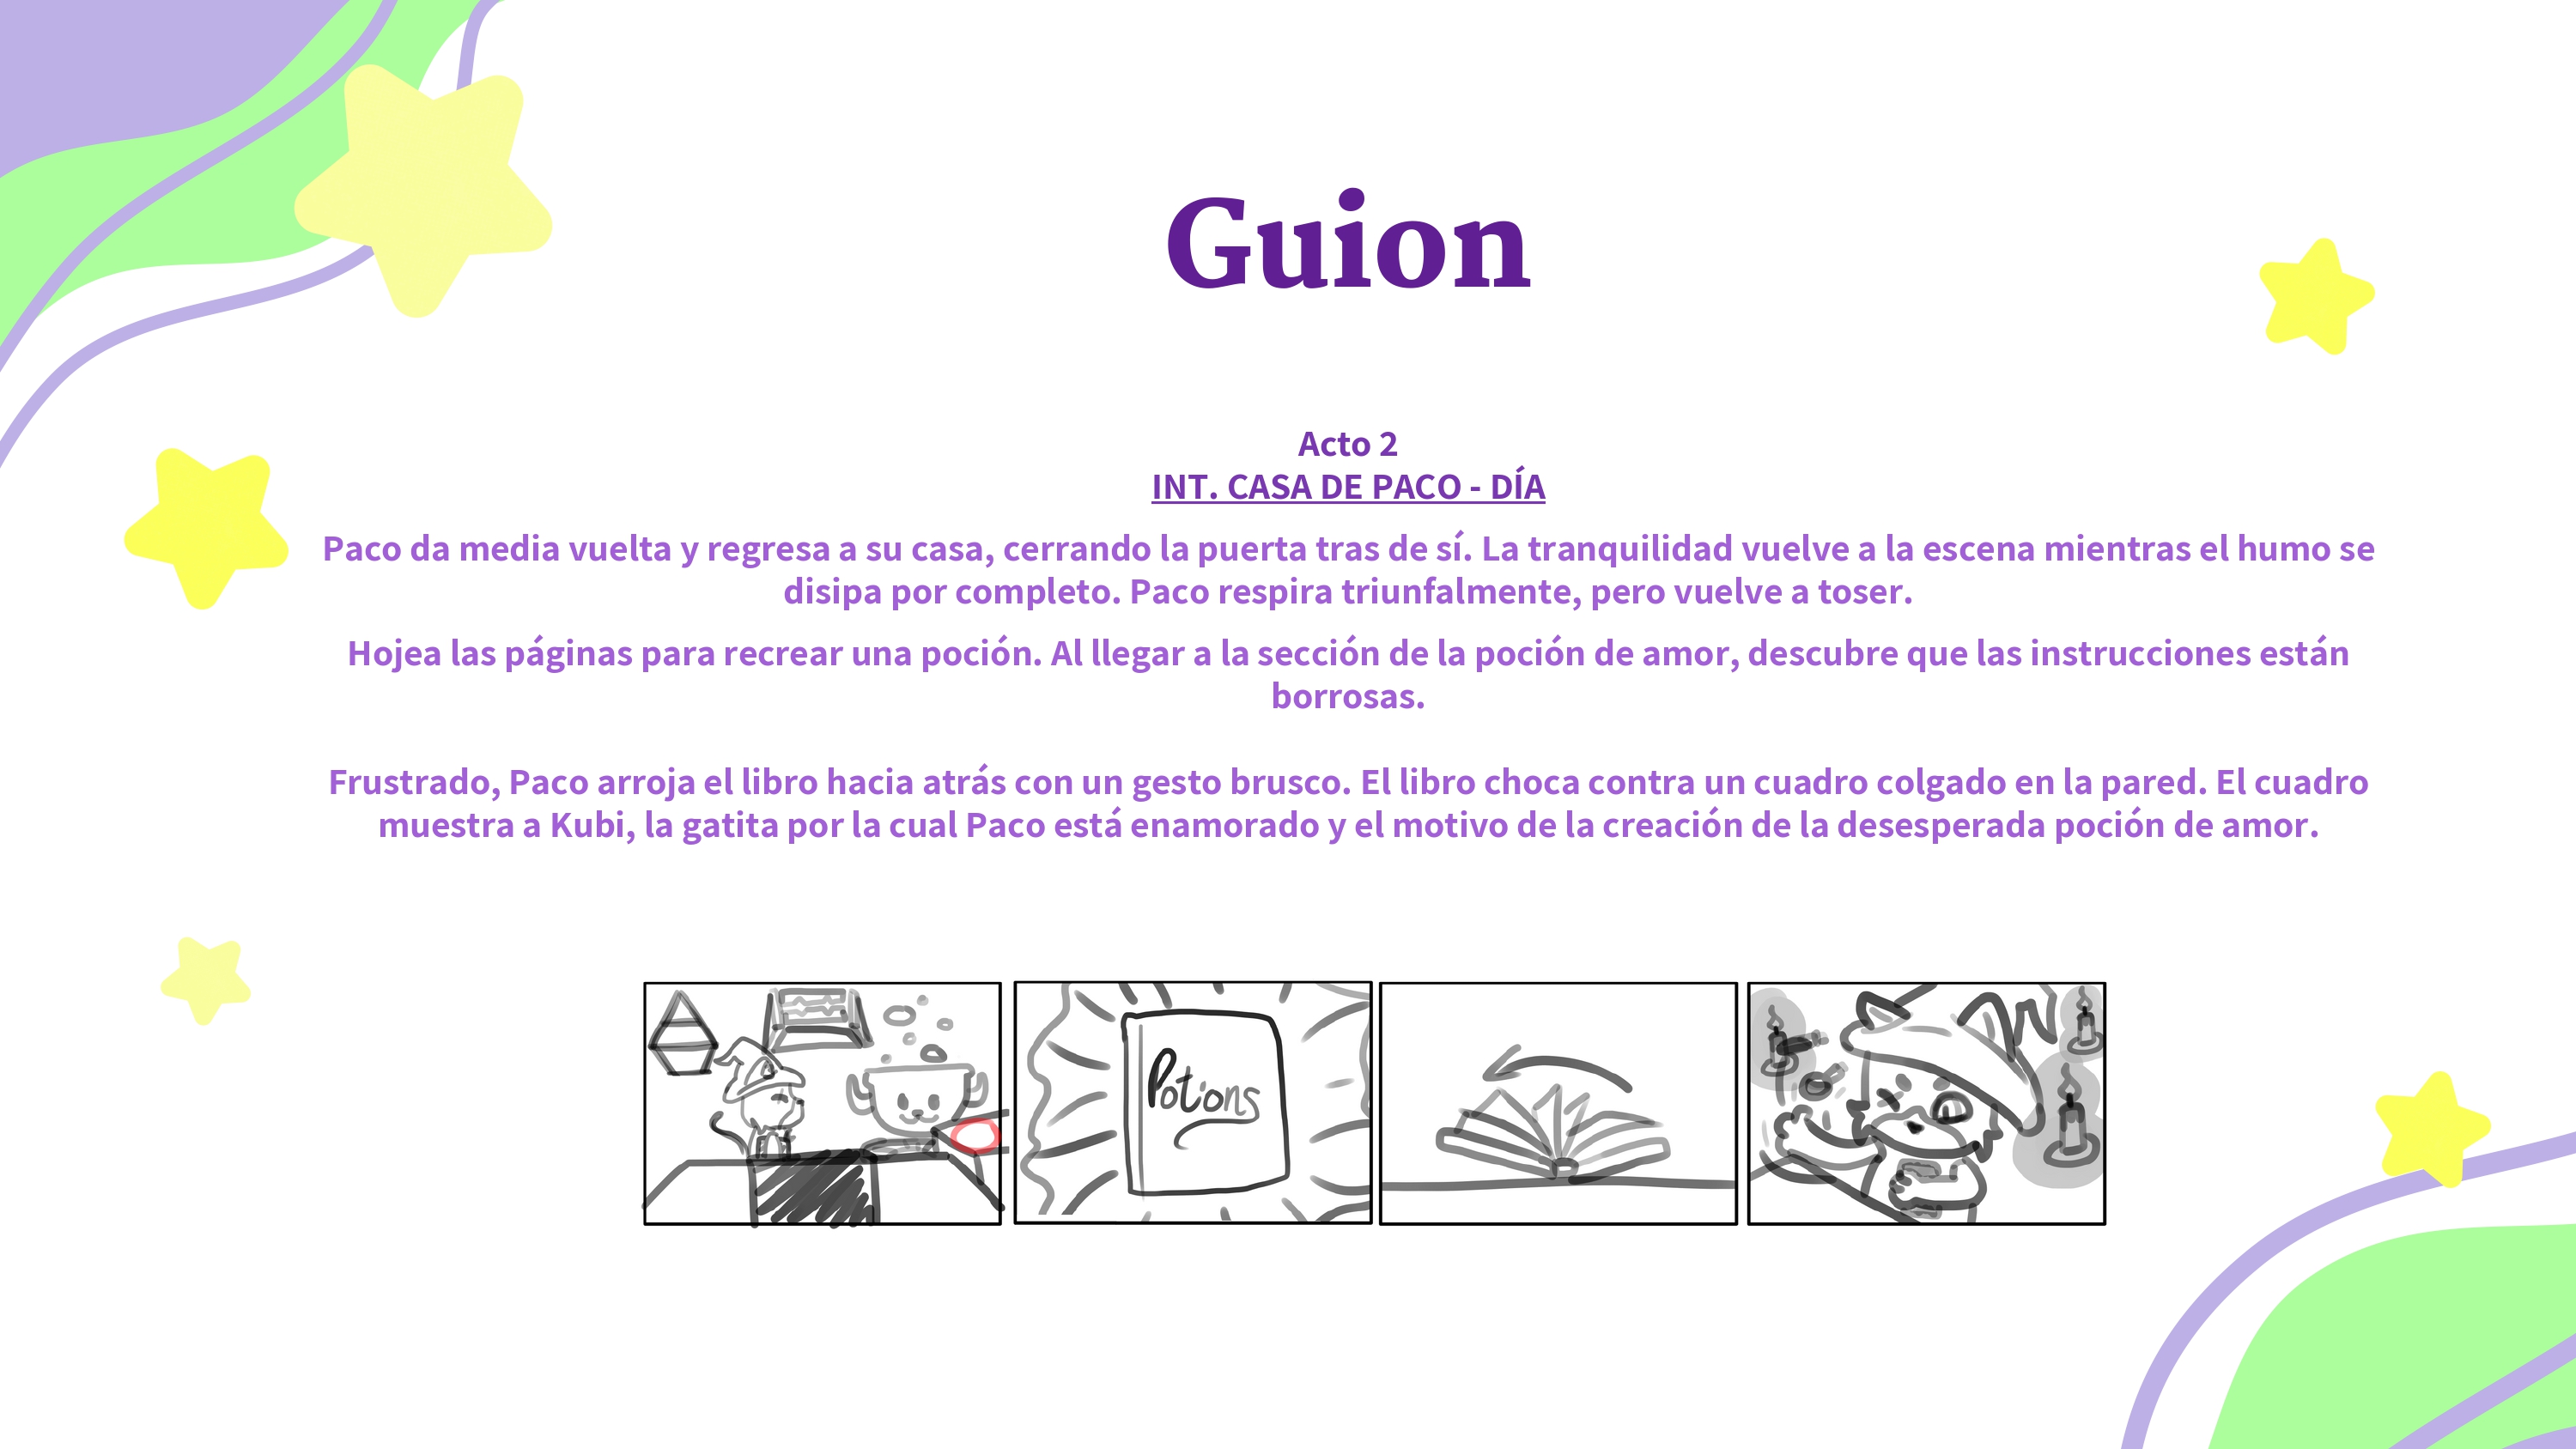 Guion
Acto 2
INT. CASA DE PACO - DÍA
Paco da media vuelta y regresa a su casa, cerrando la puerta tras de sí. La tranquilidad vuelve a la escena mientras el humo se
disipa por completo. Paco respira triunfalmente, pero vuelve a toser.
Hojea las páginas para recrear una poción. Al llegar a la sección de la poción de amor, descubre que las instrucciones están
borrosas.
Frustrado, Paco arroja el libro hacia atrás con un gesto brusco. El libro choca contra un cuadro colgado en la pared. El cuadro
muestra a Kubi, la gatita por la cual Paco está enamorado y el motivo de la creación de la desesperada poción de amor.
Potions